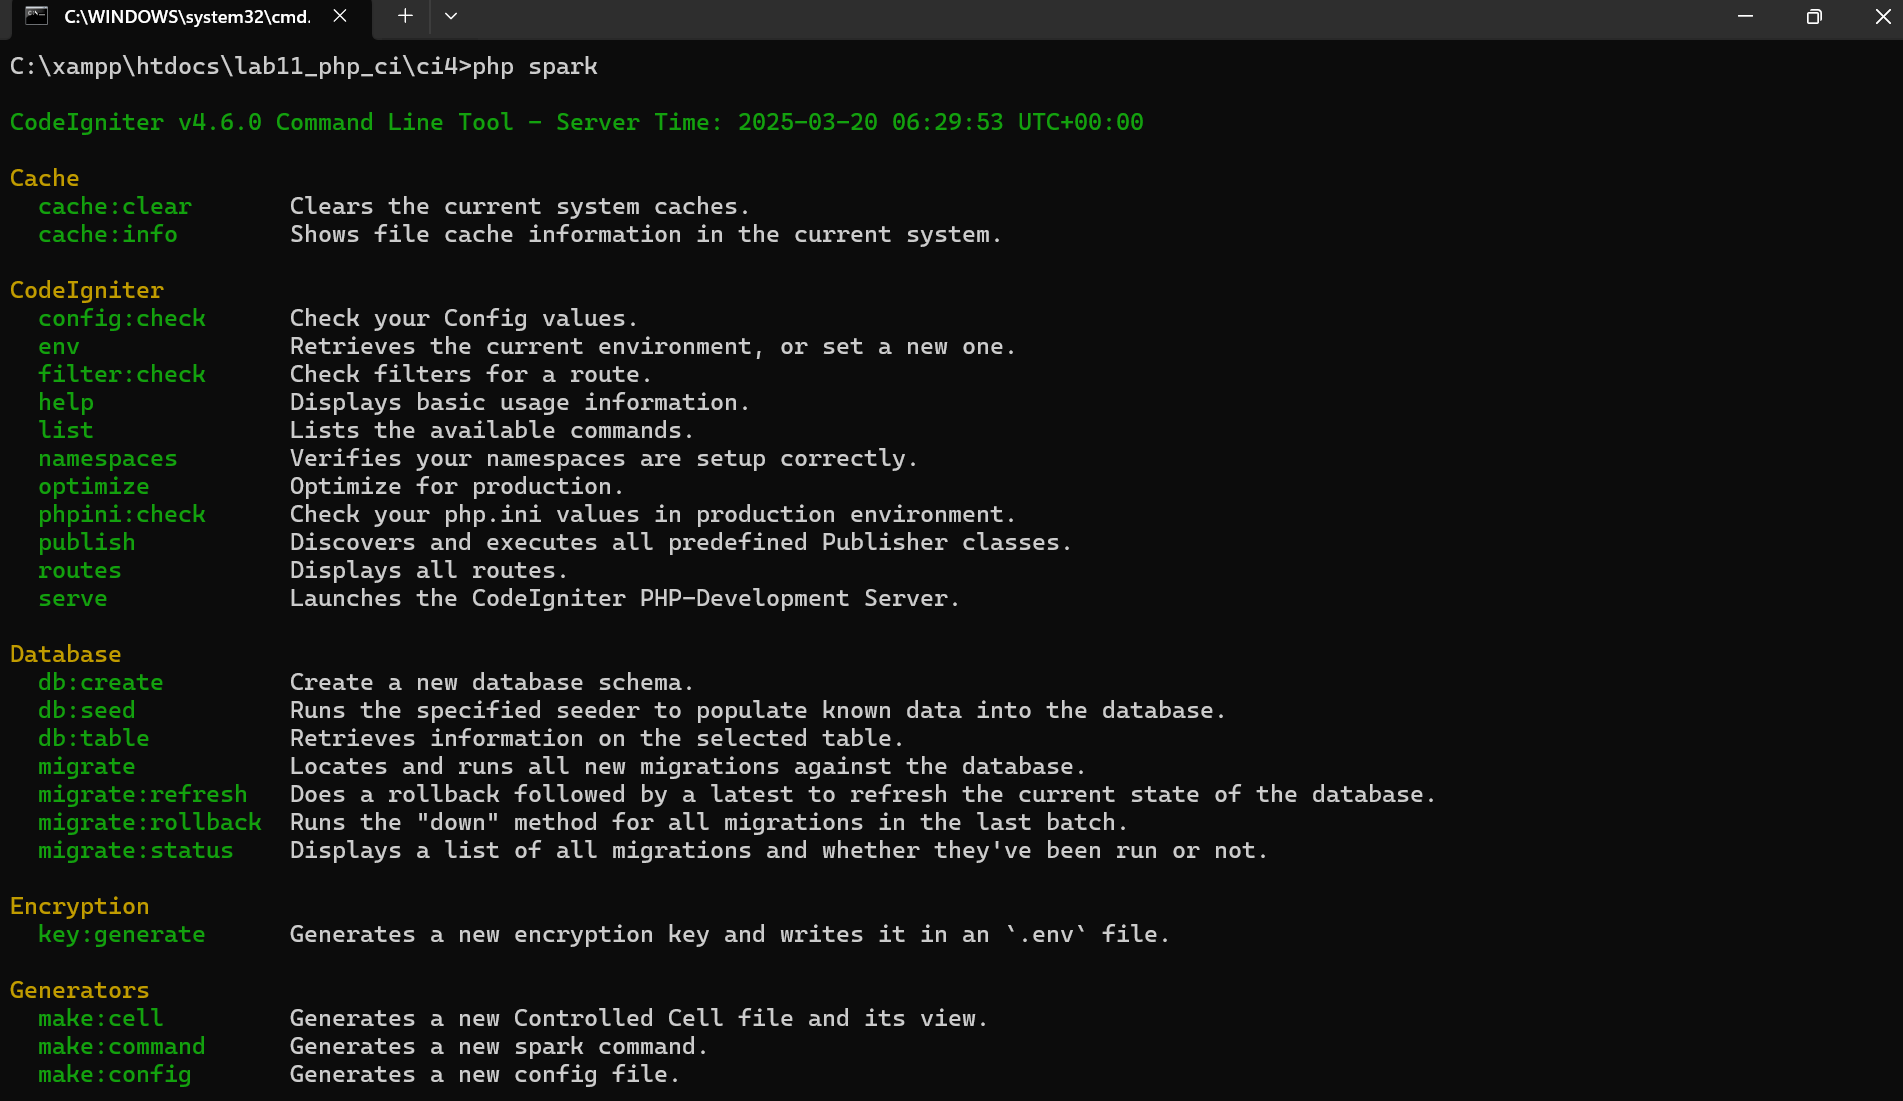 C:\WINDOWS\system32\cmd.
C:\xampp\htdocs\lab11_php_ci\ci4>php spark
CodeIgniter v4.6.0 Command Line Tool - Server Time: 2025-03-20 06:29:53 UTC+00:00
Cache
cache:clear Clears the current system caches.
cache:info Shows file cache information in the current system.
CodeIgniter
config:check Check your Config values.
env Retrieves the current environment, or set a new one.
filter:check Check filters for a route.
help Displays basic usage information.
list Lists the available commands.
namespaces Verifies your namespaces are setup correctly.
optimize Optimize for production.
phpini:check Check your php.ini values in production environment.
publish Discovers and executes all predefined Publisher classes.
routes Displays all routes.
serve Launches the CodeIgniter PHP-Development Server.
Database
db:create Create a new database schema.
db:seed Runs the specified seeder to populate known data into the database.
db:table Retrieves information on the selected table.
migrate Locates and runs all new migrations against the database.
migrate:refresh Does a rollback followed by a latest to refresh the current state of the database.
migrate:rollback Runs the "down" method for all migrations in the last batch.
migrate:status Displays a list of all migrations and whether they've been run or not.
Encryption
key:generate Generates a new encryption key and writes it in an `.env` file.
Generators
make:cell Generates a new Controlled Cell file and its view.
make:command Generates a new spark command.
make:config Generates a new config file.